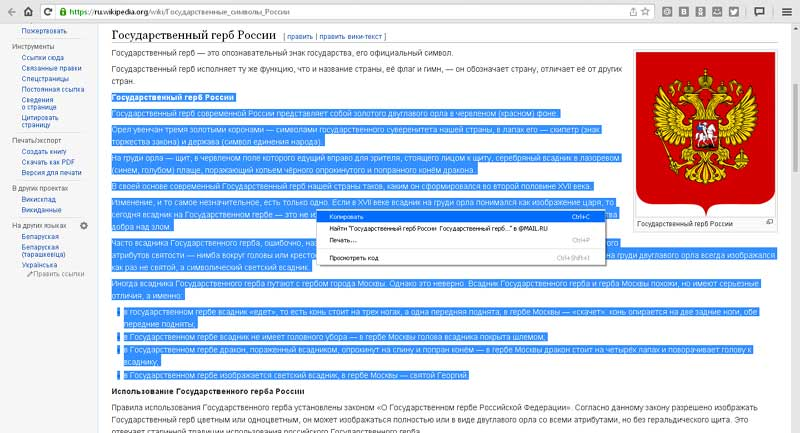 https://ru.wikipedia.org/wiki/Государственные_символы_России
Пожертвовать
Инструменты
Ссылки сюда
Связанные правки
Спецстраницы
Постоянная ссылка
Сведения
о странице
Цитировать
страницу
Печать/экспорт
Создать книгу
Скачать как PDF
Версия для печати
В других проектах
Викисклад
Викиданные
На других языках
Беларуская
Беларуская
(тарашкевіца)
Українська
Править ссылки
Государственный герб России [ править | править вики-текст ]
Государственный герб — это опознавательный знак государства, его официальный символ.
Государственный герб исполняет ту же функцию, что и название страны, её флаг и гимн, — он обозначает страну, отличает её от других
стран.
Государственный герб России
Государственный герб современной России представляет собой золотого двуглавого орла в червленом (красном) фоне.
Орел увенчан тремя золотыми коронами — символами государственного суверенитета нашей страны, в лапах его — скипетр (знак
торжества закона) и держава (символ единения народа).
На груди орла — щит, в червленом поле которого едущий вправо для зрителя, стоящего лицом к щиту, серебряный всадник в лазоревом
(синем, голубом) плаще, поражающий копьем чёрного опрокинутого и попранного конём дракона.
В своей основе современный Государственный герб нашей страны таков, каким он сформировался во второй половине XVII века.
Изменение, и то самое незначительное, есть только одно. Если в XVII веке всадник на груди орла понимался как изображение царя, то
сегодня всадник на Государственном гербе — это не и
добра над злом.
Часто всадника Государственного герба, ошибочно, наз
атрибутов святости — нимба вокруг головы или крест
на груди двуглавого орла всегда изображался
как раз не святой, а символический светский всадник.
Иногда всадника Государственного герба путают с гербом города Москвы. Однако это неверно. Всадник Государственного герба и герба Москвы похожи, но имеют серьезные
отличия, а именно:
в государственном гербе всадник «едет», то есть конь стоит на трех ногах, а одна передняя поднята; в гербе Москвы — «скачет»: конь опирается на две задние ноги, обе
передние подняты;
в Государственном гербе всадник не имеет головного убора — в гербе Москвы голова всадника покрыта шлемом;
в Государственном гербе дракон, пораженный всадником, опрокинут на спину и попран конём — в гербе Москвы дракон стоит на четырёх лапах и поворачивает голову к
всаднику;
в Государственном гербе изображается светский всадник, в гербе Москвы — святой Георгий.
Копировать Ctrl+C
Найти "Государственный герб России Государственный герб..." в @MAIL.RU
Печать... Ctrl+P
Просмотреть код Ctrl+Shift+I
Государственный герб России
Использование Государственного герба России
Правила использования Государственного герба установлены законом «О Государственном гербе Российской Федерации». Согласно данному закону разрешено изображать
Государственный герб цветным или одноцветным, он может изображаться полностью или в виде двуглавого орла со всеми атрибутами, но без геральдического щита. Это
отвечает старинной традиции использования российского Государственного герба.